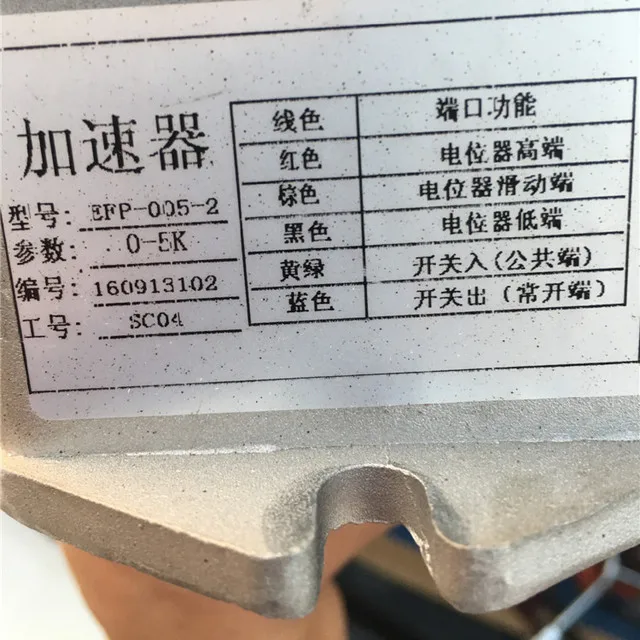 加速器
型号: EFP-005-2
参数: 0-5K
编号: 160913102
工号: SC04
线色 端口功能
红色 电位器高端
棕色 电位器滑动端
黑色 电位器低端
黄绿 开关入(公共端)
蓝色 开关出(常开端)